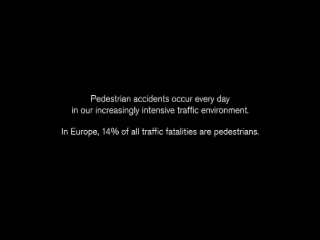 Pedestrian accidents occur every day
in our increasingly intensive traffic environment.
In Europe, 14% of all traffic fatalities are pedestrians.